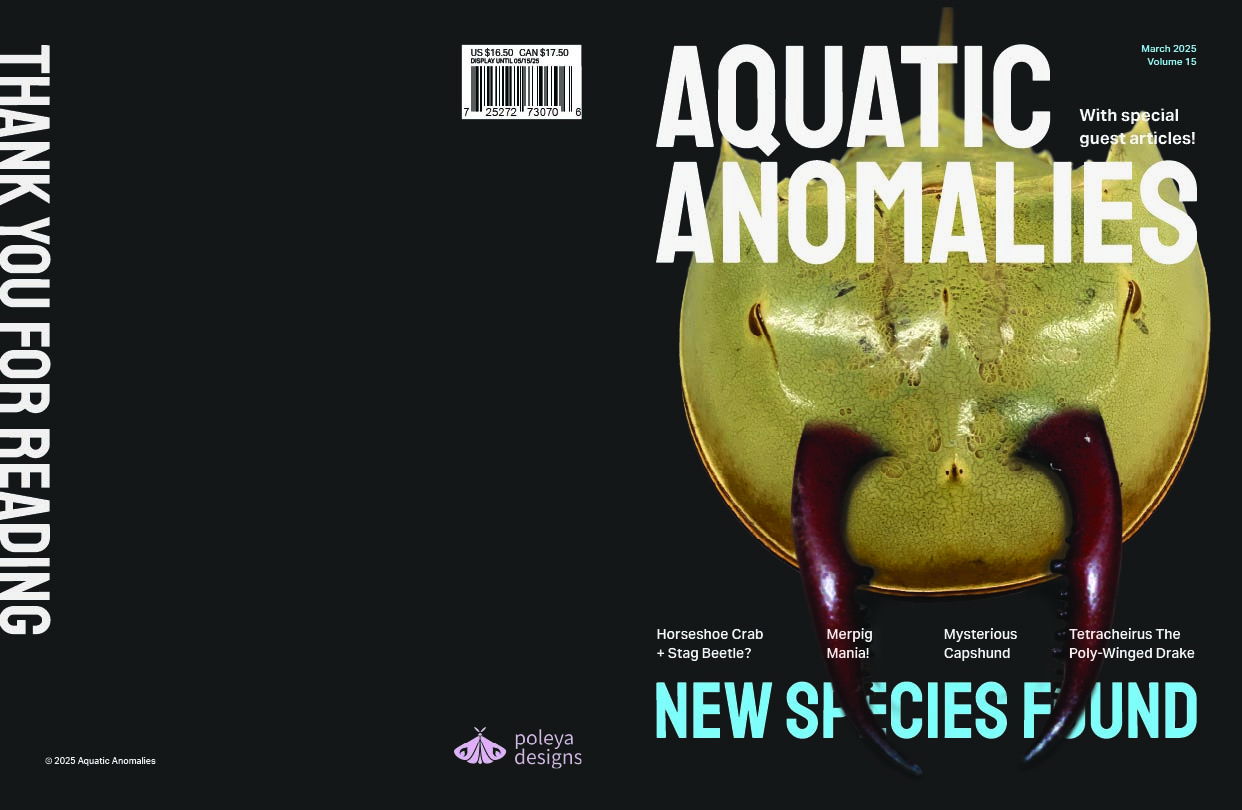 THANK YOU FOR READING
US $16.50 CAN $17.50
DISPLAY UNTIL 05/15/25
7 25272 73070 6
© 2025 Aquatic Anomalies
poleya
designs
AQUATIC
ANOMALIES
March 2025
Volume 15
With special
guest articles!
Horseshoe Crab
+ Stag Beetle?
Merpig
Mania!
Mysterious
Capshund
Tetracheirus The
Poly-Winged Drake
NEW SPECIES FOUND